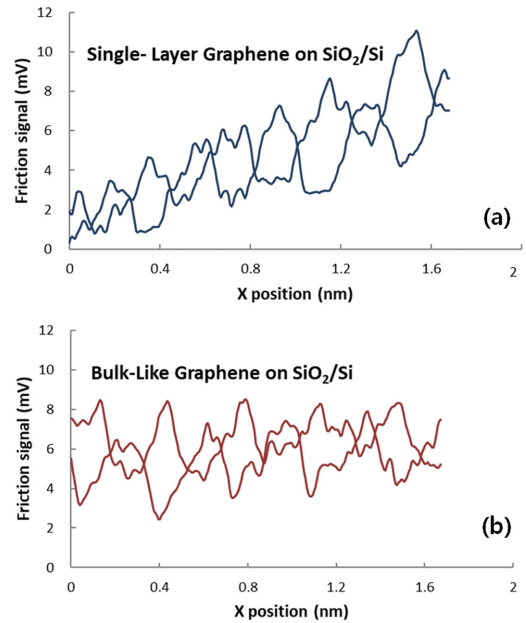 12
10
8
6
4
2
0
Friction signal (mV)
Single- Layer Graphene on SiO₂/Si
(a)
0 0.4 0.8 1.2 1.6 2
X position (nm)
12
10
8
6
4
2
0
Friction signal (mV)
Bulk-Like Graphene on SiO₂/Si
(b)
0 0.4 0.8 1.2 1.6 2
X position (nm)